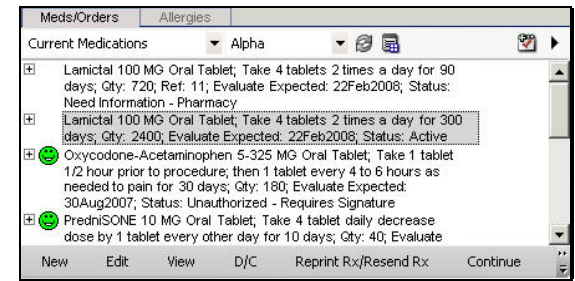 Meds/Orders Allergies
Current Medications Alpha
Lamictal 100 MG Oral Tablet; Take 4 tablets 2 times a day for 90
days; Qty: 720; Ref: 11; Evaluate Expected: 22Feb2008; Status:
Need Information - Pharmacy
Lamictal 100 MG Oral Tablet; Take 4 tablets 2 times a day for 300
days; Qty: 2400; Evaluate Expected: 22Feb2008; Status: Active
Oxycodone-Acetaminophen 5-325 MG Oral Tablet; Take 1 tablet
1/2 hour prior to procedure; then 1 tablet every 4 to 6 hours as
needed to pain for 30 days; Qty: 180; Evaluate Expected:
30Aug2007; Status: Unauthorized - Requires Signature
PredniSONE 10 MG Oral Tablet; Take 4 tablet daily decrease
dose by 1 tablet every other day for 10 days; Qty: 40; Evaluate
New Edit View D/C Reprint Rx/Resend Rx Continue